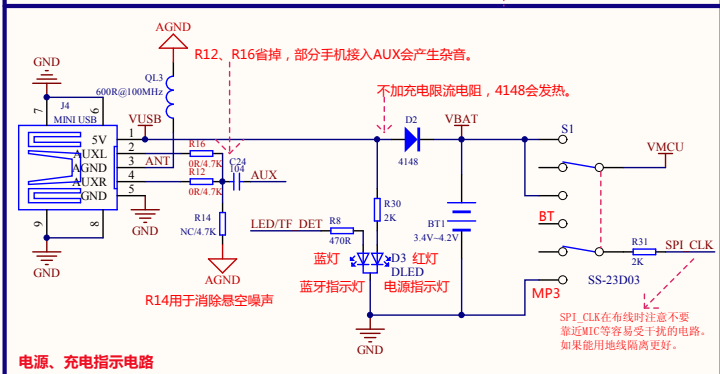 AGND
R12、R16省掉，部分手机接入AUX会产生杂音。
GND
QL3
600R@100MHz
不加充电限流电阻，4148会发热。
J4
MINI USB
7
6
VUSB
D2
4148
VBAT
S1
VMCU
5V
1
AUXL
2
R16
0R/4.7K
AGND
3
ANT
AUXR
4
R12
0R/4.7K
C24
104
AUX
GND
5
GND
9
8
GND
R14
NC/4.7K
AGND
R14用于消除悬空噪声
LED/TF_DET
R8
470R
R30
2K
BT1
3.4V~4.2V
BT
蓝灯
D3
红灯
DLED
蓝牙指示灯
电源指示灯
R31
2K
SPI_CLK
SS-23D03
MP3
GND
SPI_CLK在布线时注意不要
靠近MIC等容易受干扰的电路。
如果能用地线隔离更好。
电源、充电指示电路